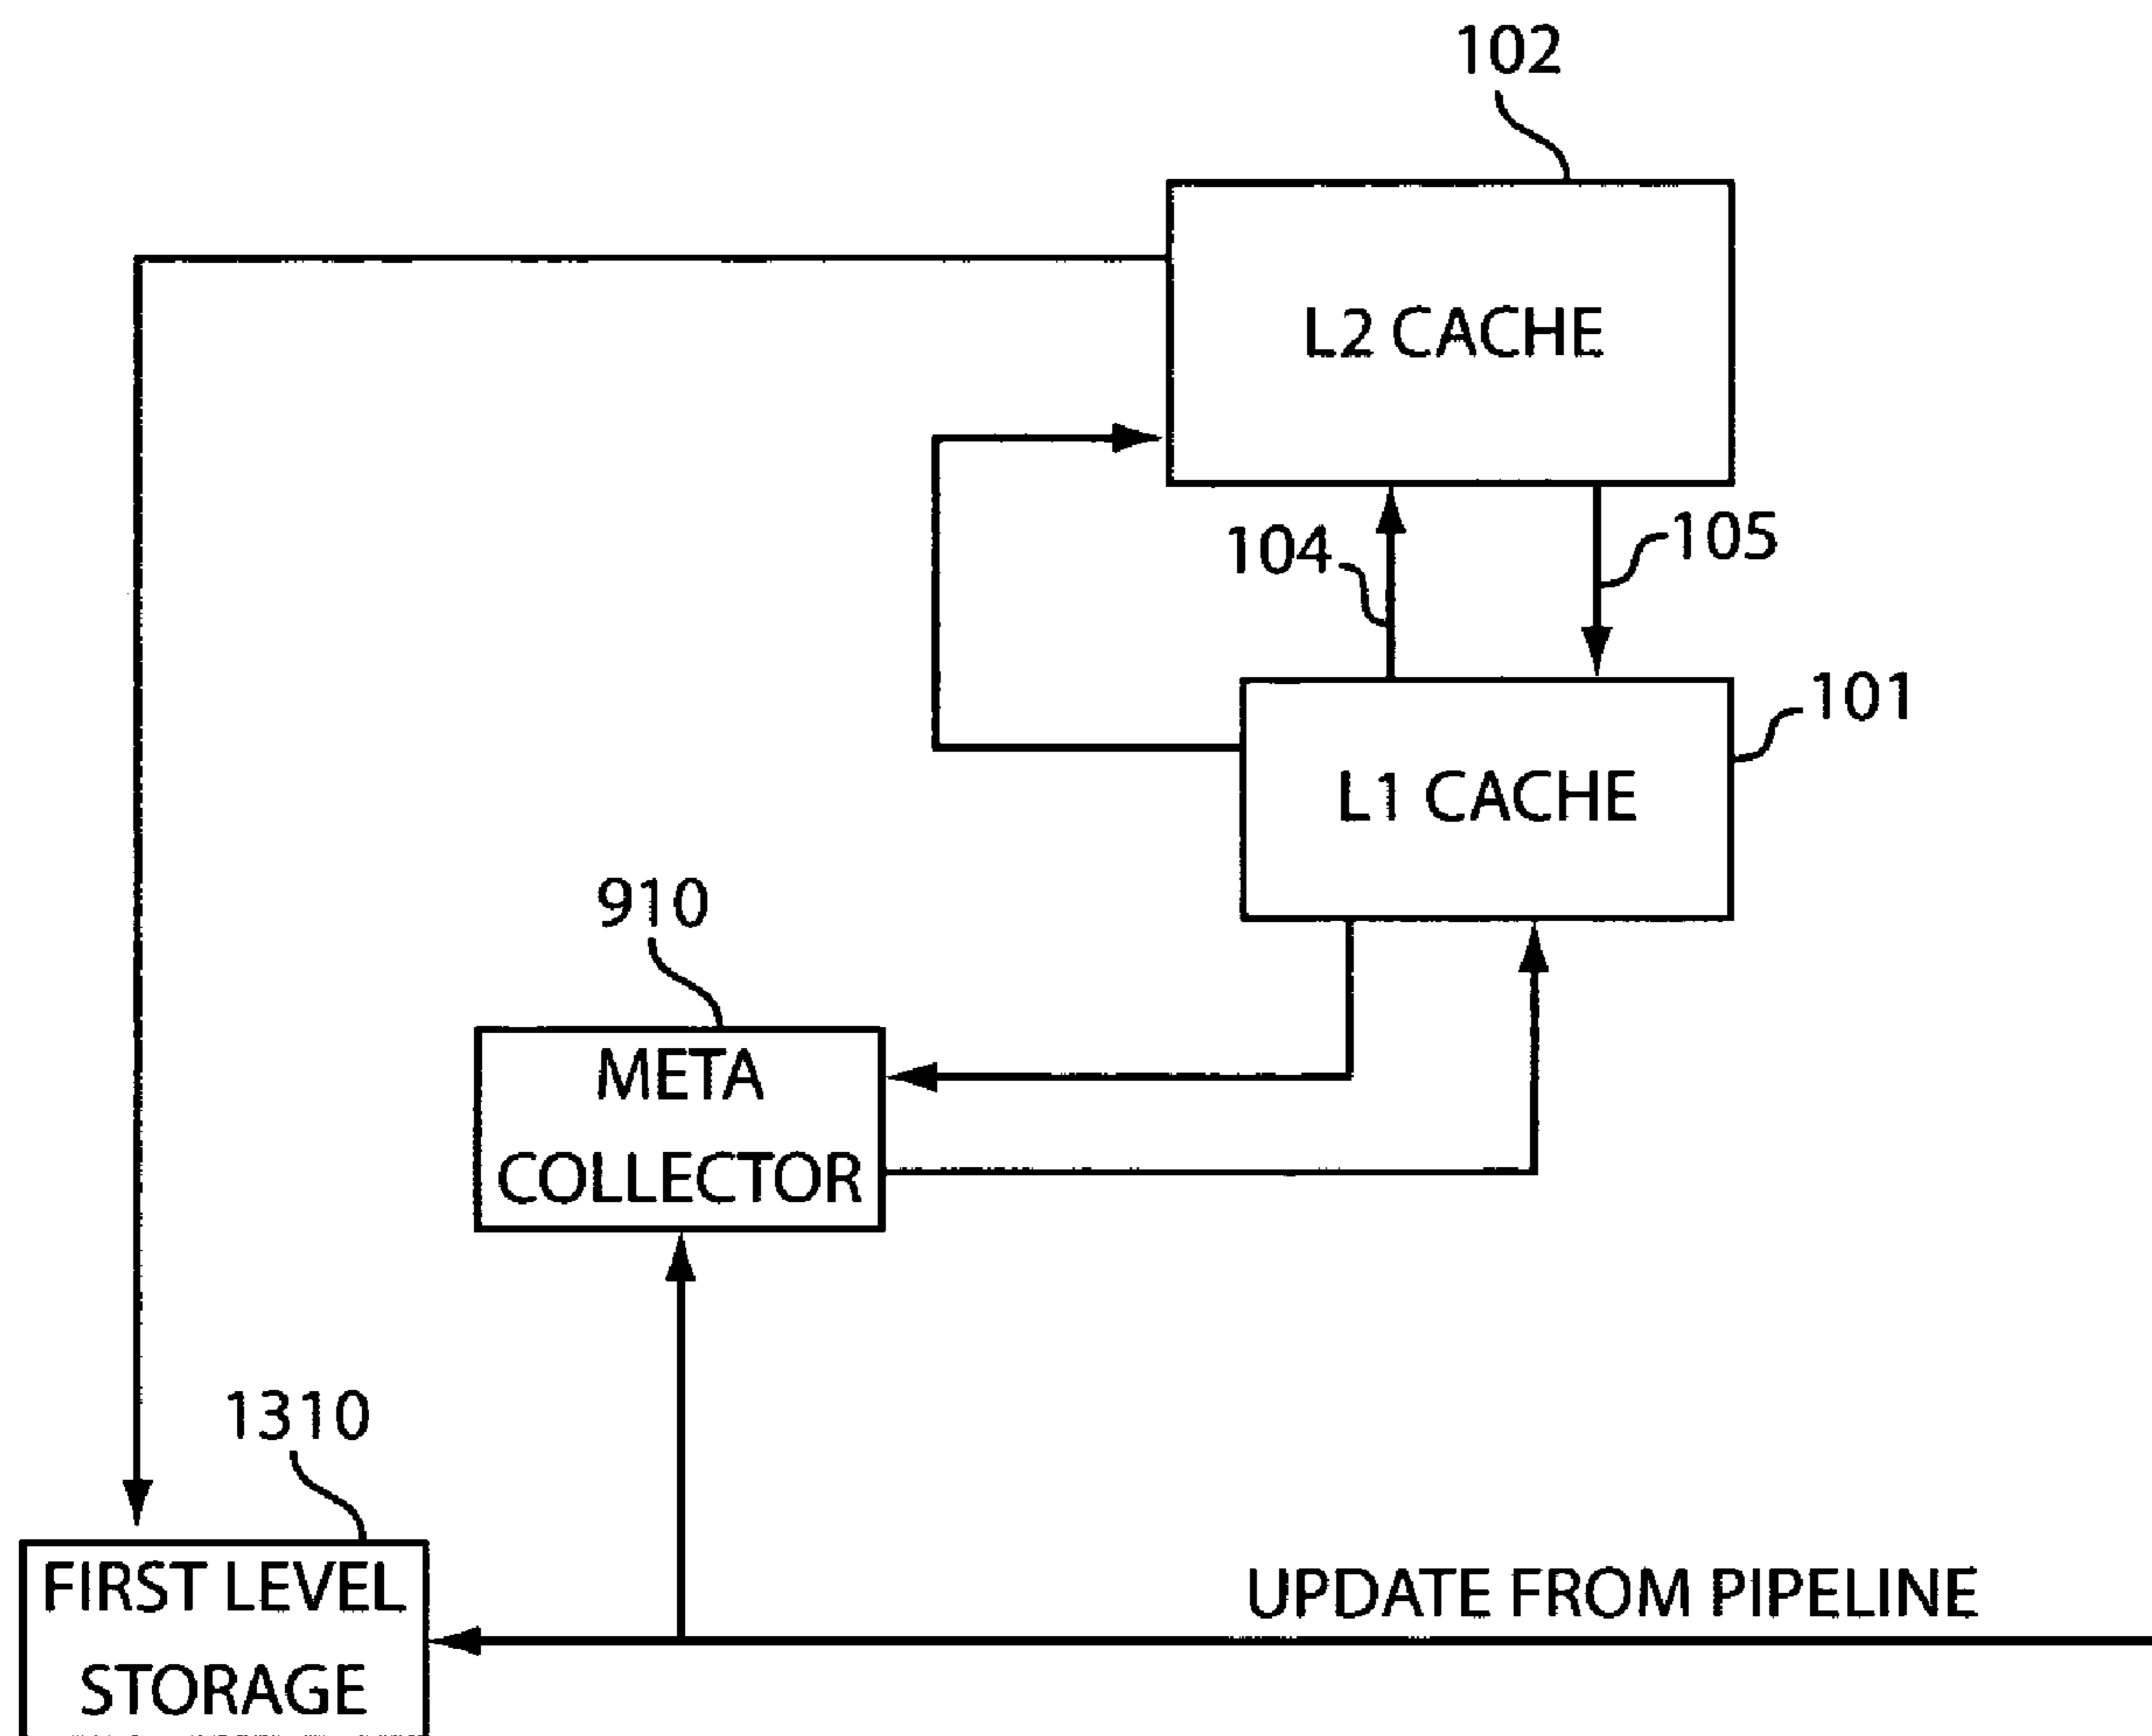 102
L2 CACHE
104
105
101
L1 CACHE
910
META
COLLECTOR
1310
FIRST LEVEL
STORAGE
UPDATE FROM PIPELINE